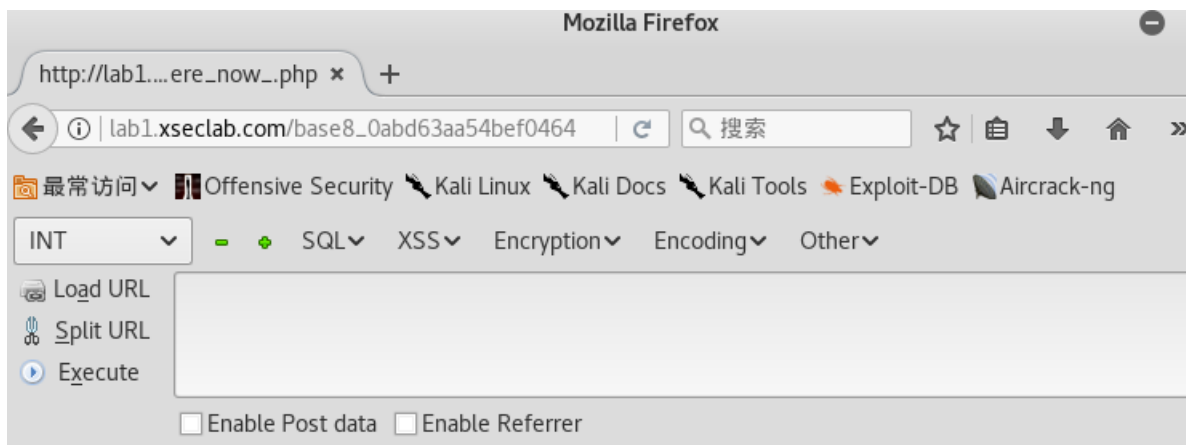 Mozilla Firefox
http://lab1....ere_now_.php × +
lab1.xseclab.com/base8_0abd63aa54bef0464 搜索 »
最常访问 Offensive Security Kali Linux Kali Docs Kali Tools Exploit-DB Aircrack-ng
INT SQL XSS Encryption Encoding Other
Load URL
Split URL
Execute
Enable Post data Enable Referrer